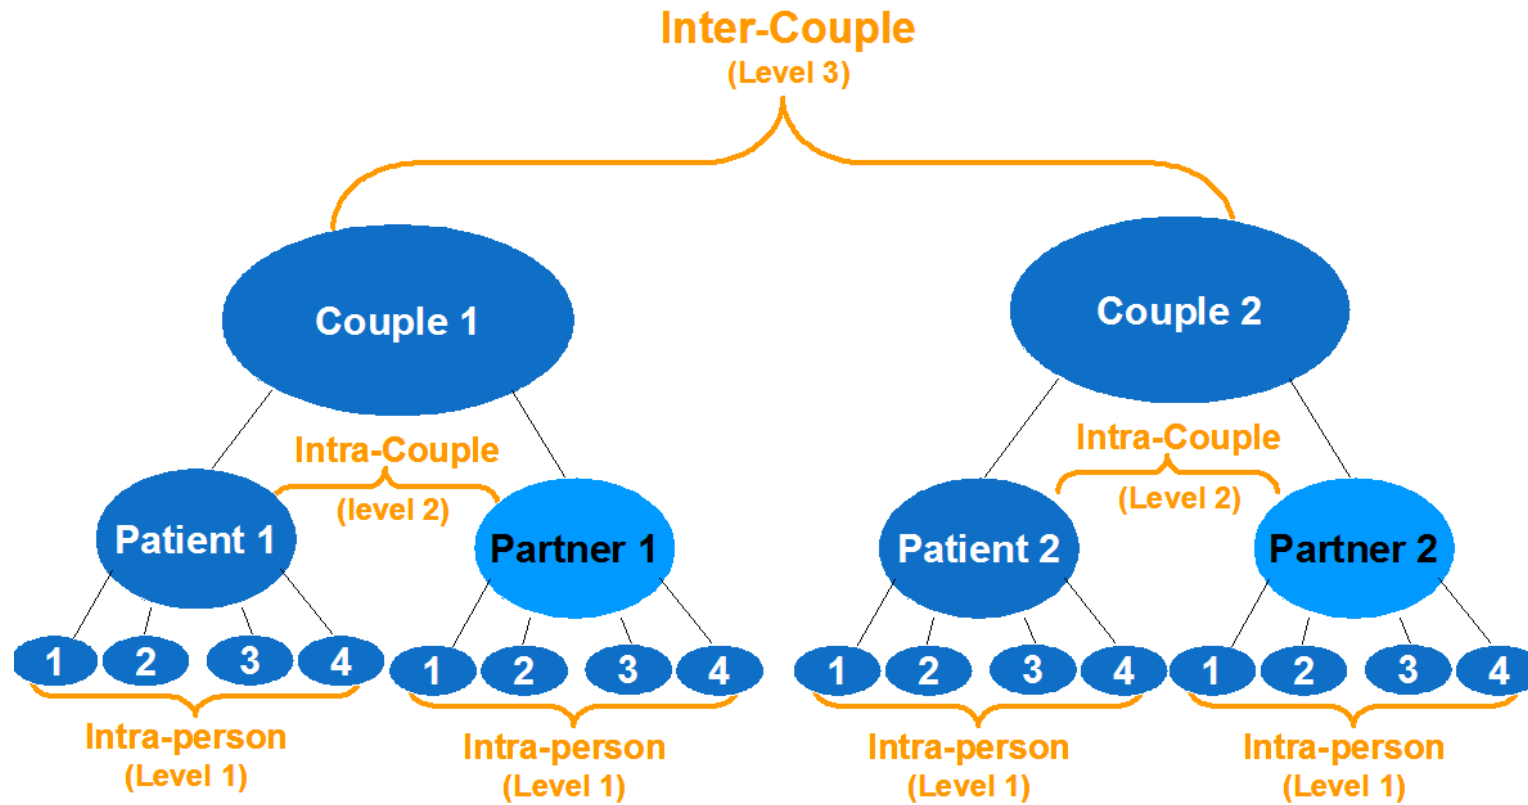 Inter-Couple
(Level 3)
Couple 1
Couple 2
Intra-Couple
(level 2)
Intra-Couple
(Level 2)
Patient 1
Partner 1
Patient 2
Partner 2
1 2 3 4
1 2 3 4
1 2 3 4
1 2 3 4
Intra-person
(Level 1)
Intra-person
(Level 1)
Intra-person
(Level 1)
Intra-person
(Level 1)